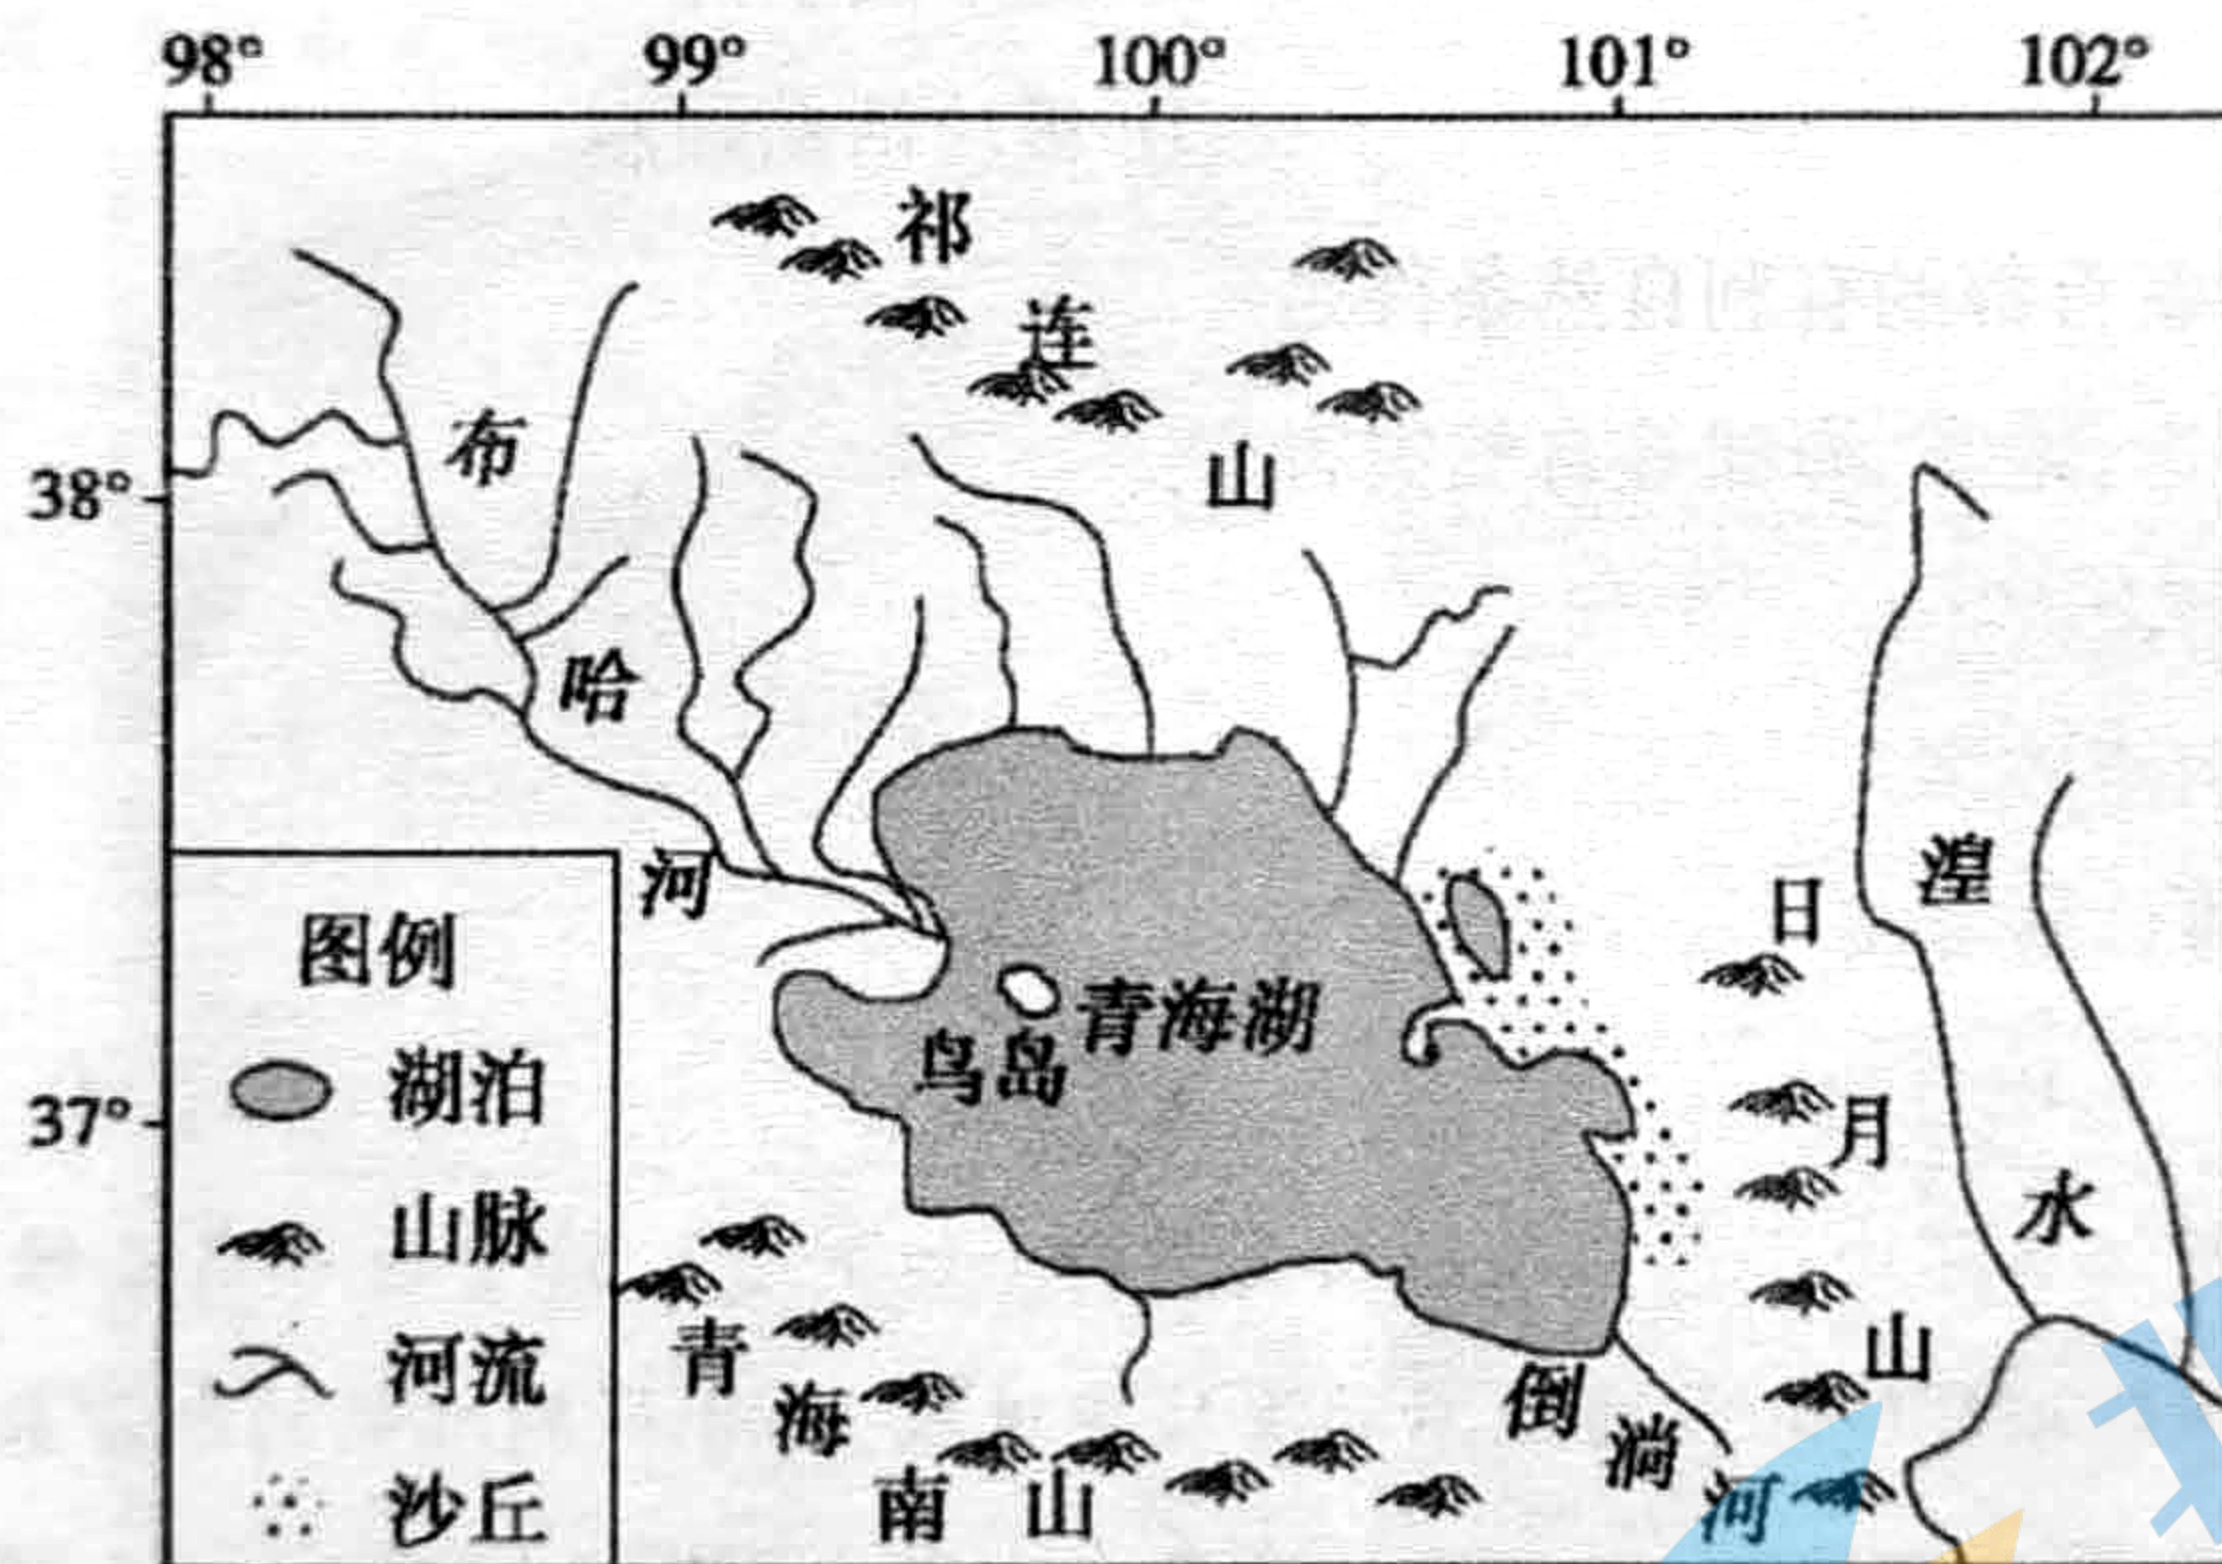 98° 99° 100° 101° 102°
祁连山
38°
布哈河
湟水
日月山
青海湖
鸟岛
37°
图例
湖泊
山脉
河流
沙丘
青海南山
倒淌河